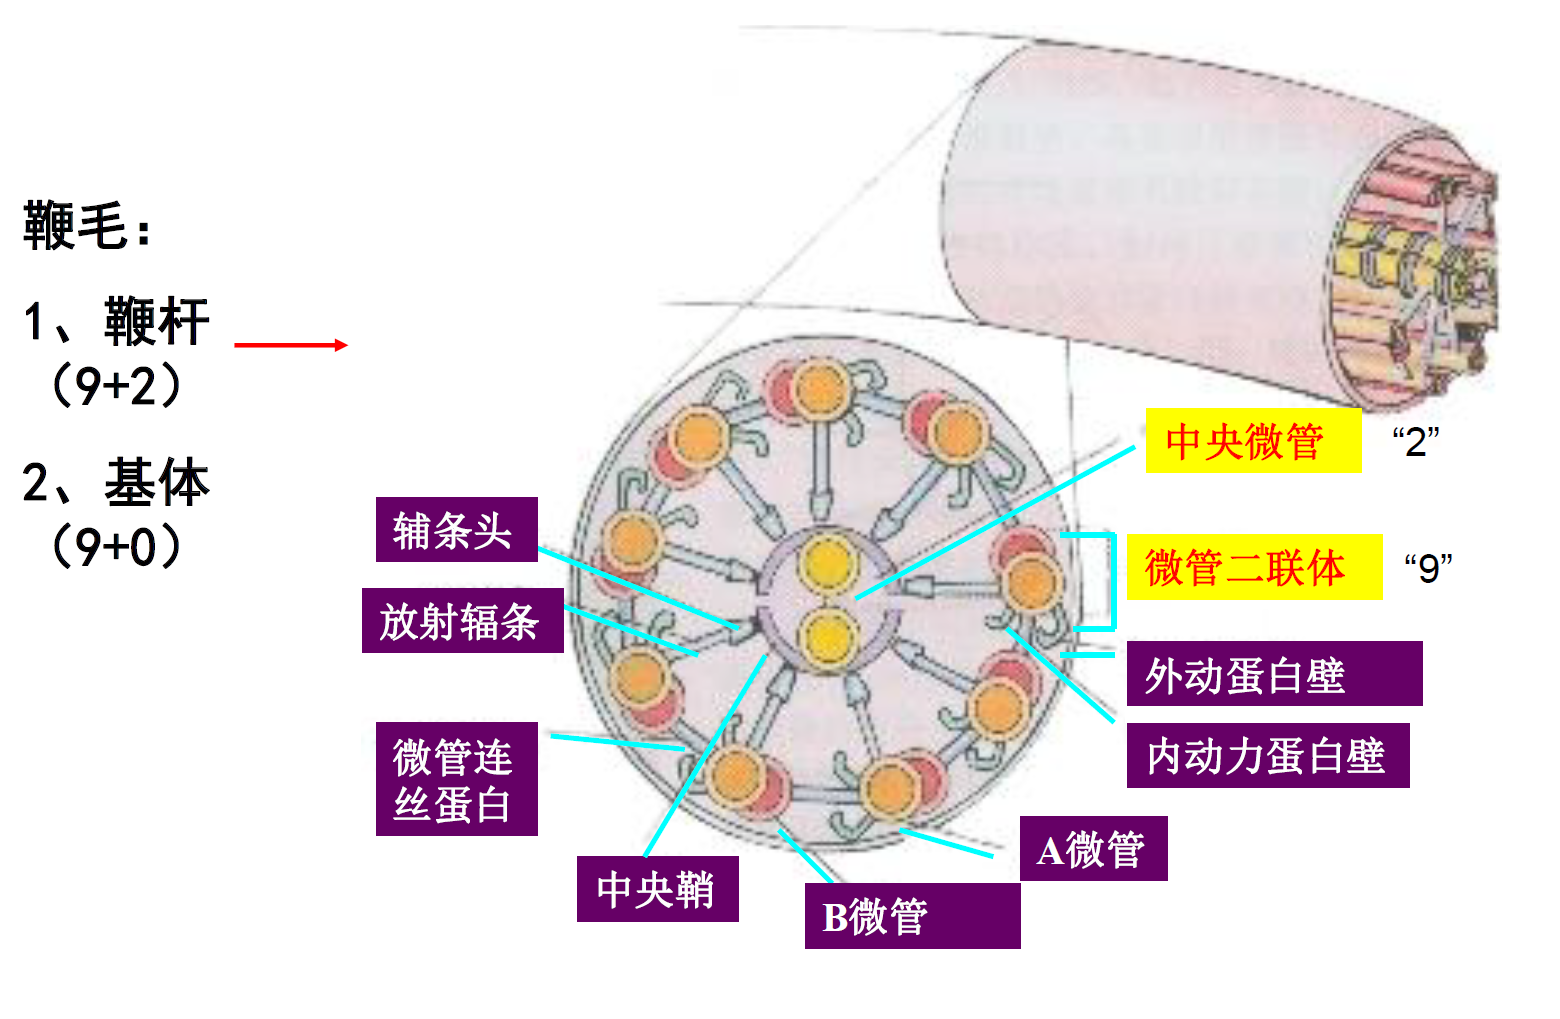 鞭毛：
1、鞭杆
（9+2）
2、基体
（9+0）
中央微管
“2”
辅条头
微管二联体
“9”
放射辐条
外动蛋白壁
微管连
丝蛋白
内动力蛋白壁
A微管
中央鞘
B微管